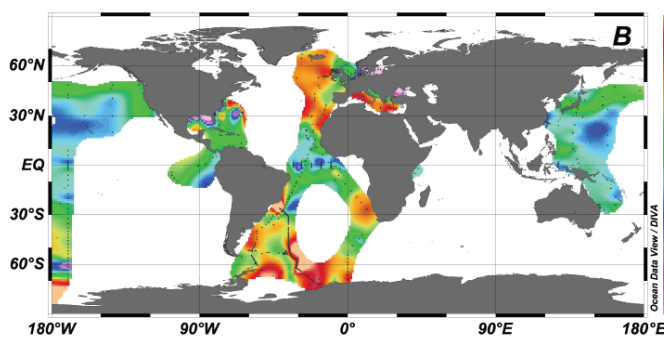 B
60°N
30°N
EQ
30°S
60°S
180°W 90°W 0° 90°E 180°E
Ocean Data View / DIVA